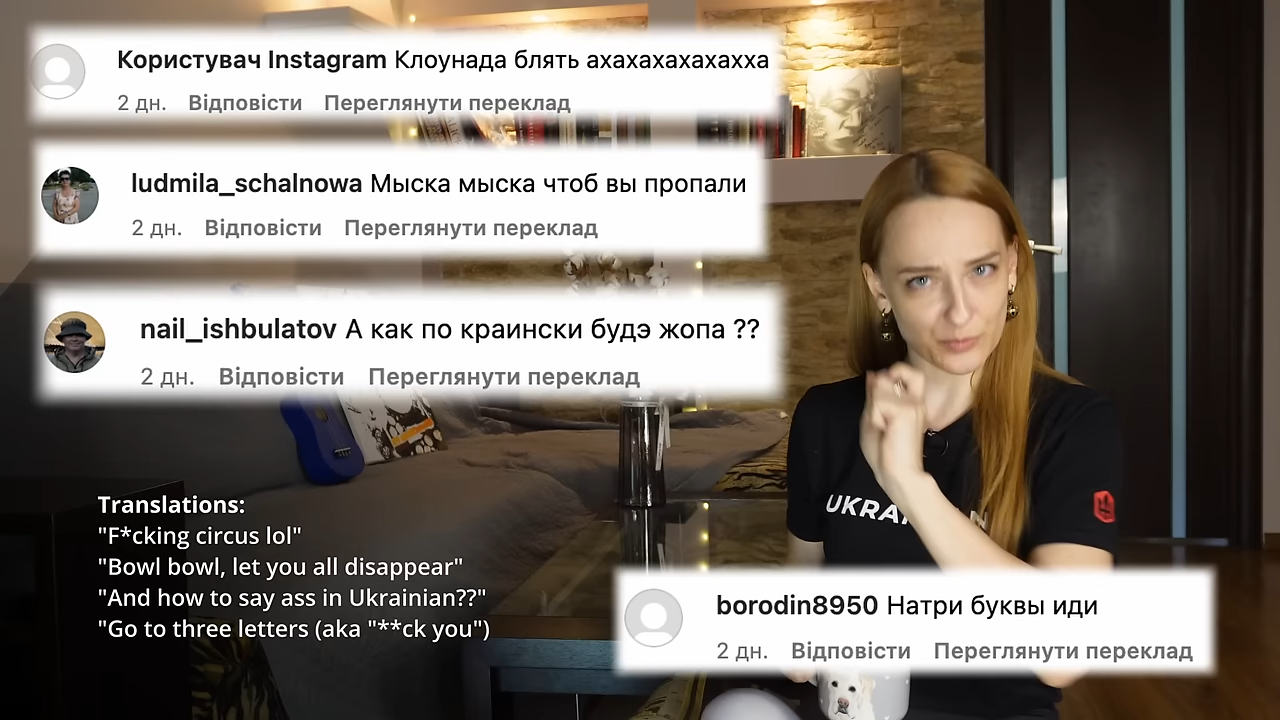 Користувач Instagram Клоунада блять ахахахахахахха
2 дн. Відповісти Переглянути переклад
ludmila_schalnowa Мыска мыска чтоб вы пропали
2 дн. Відповісти Переглянути переклад
nail_ishbulatov А как по краински будэ жопа ??
2 дн. Відповісти Переглянути переклад
Translations:
"F*cking circus lol"
"Bowl bowl, let you all disappear"
"And how to say ass in Ukrainian??"
"Go to three letters (aka "**ck you")
borodin8950 Натри буквы иди
2 дн. Відповісти Переглянути переклад